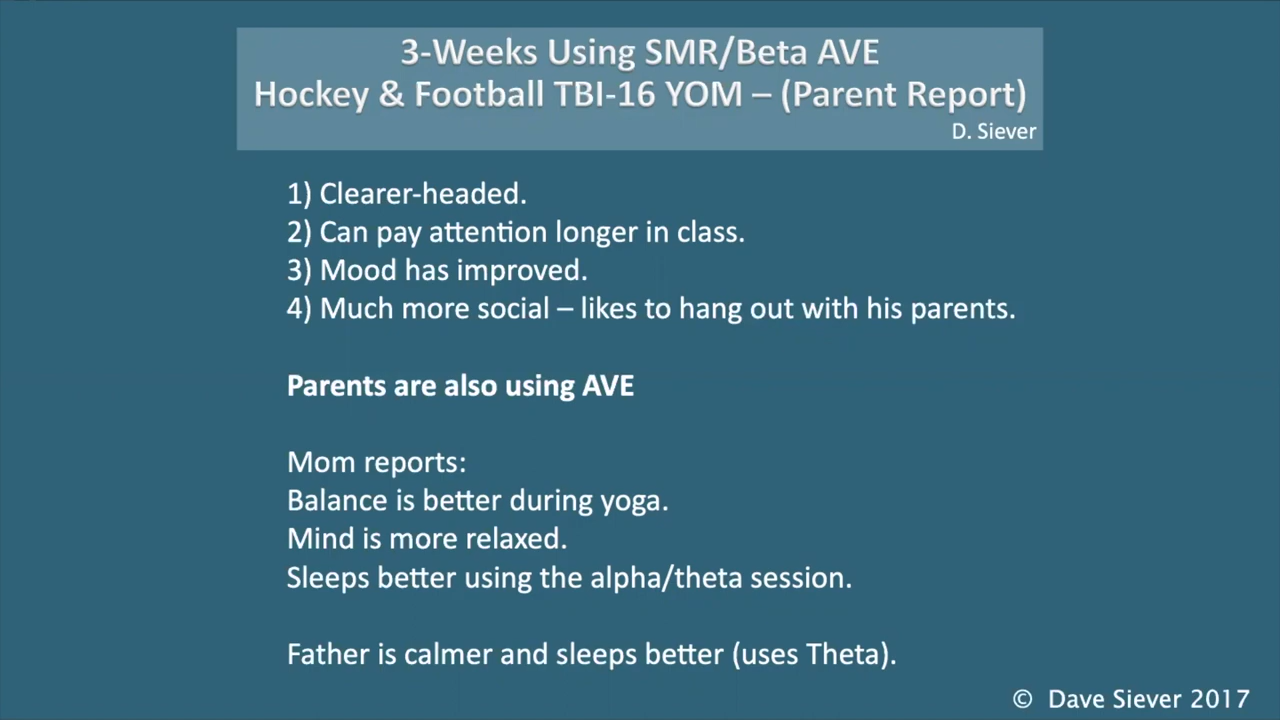 3-Weeks Using SMR/Beta AVE
Hockey & Football TBI-16 YOM – (Parent Report)
D. Siever
1) Clearer-headed.
2) Can pay attention longer in class.
3) Mood has improved.
4) Much more social – likes to hang out with his parents.
Parents are also using AVE
Mom reports:
Balance is better during yoga.
Mind is more relaxed.
Sleeps better using the alpha/theta session.
Father is calmer and sleeps better (uses Theta).
© Dave Siever 2017